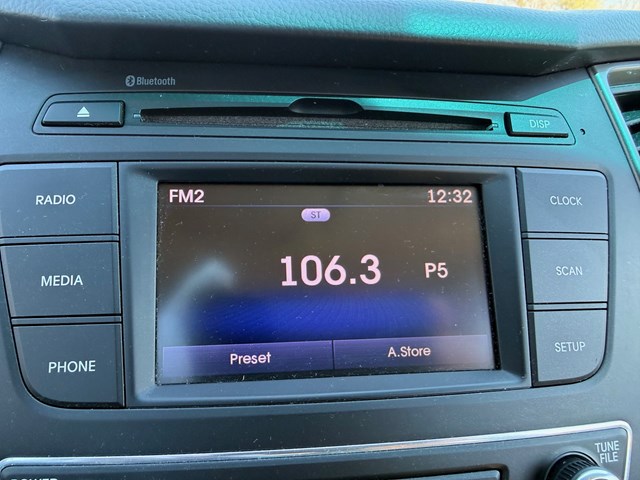 Bluetooth
DISP
RADIO
MEDIA
PHONE
FM2
12:32
ST
106.3
P5
Preset
A.Store
CLOCK
SCAN
SETUP
TUNE
FILE
POWER